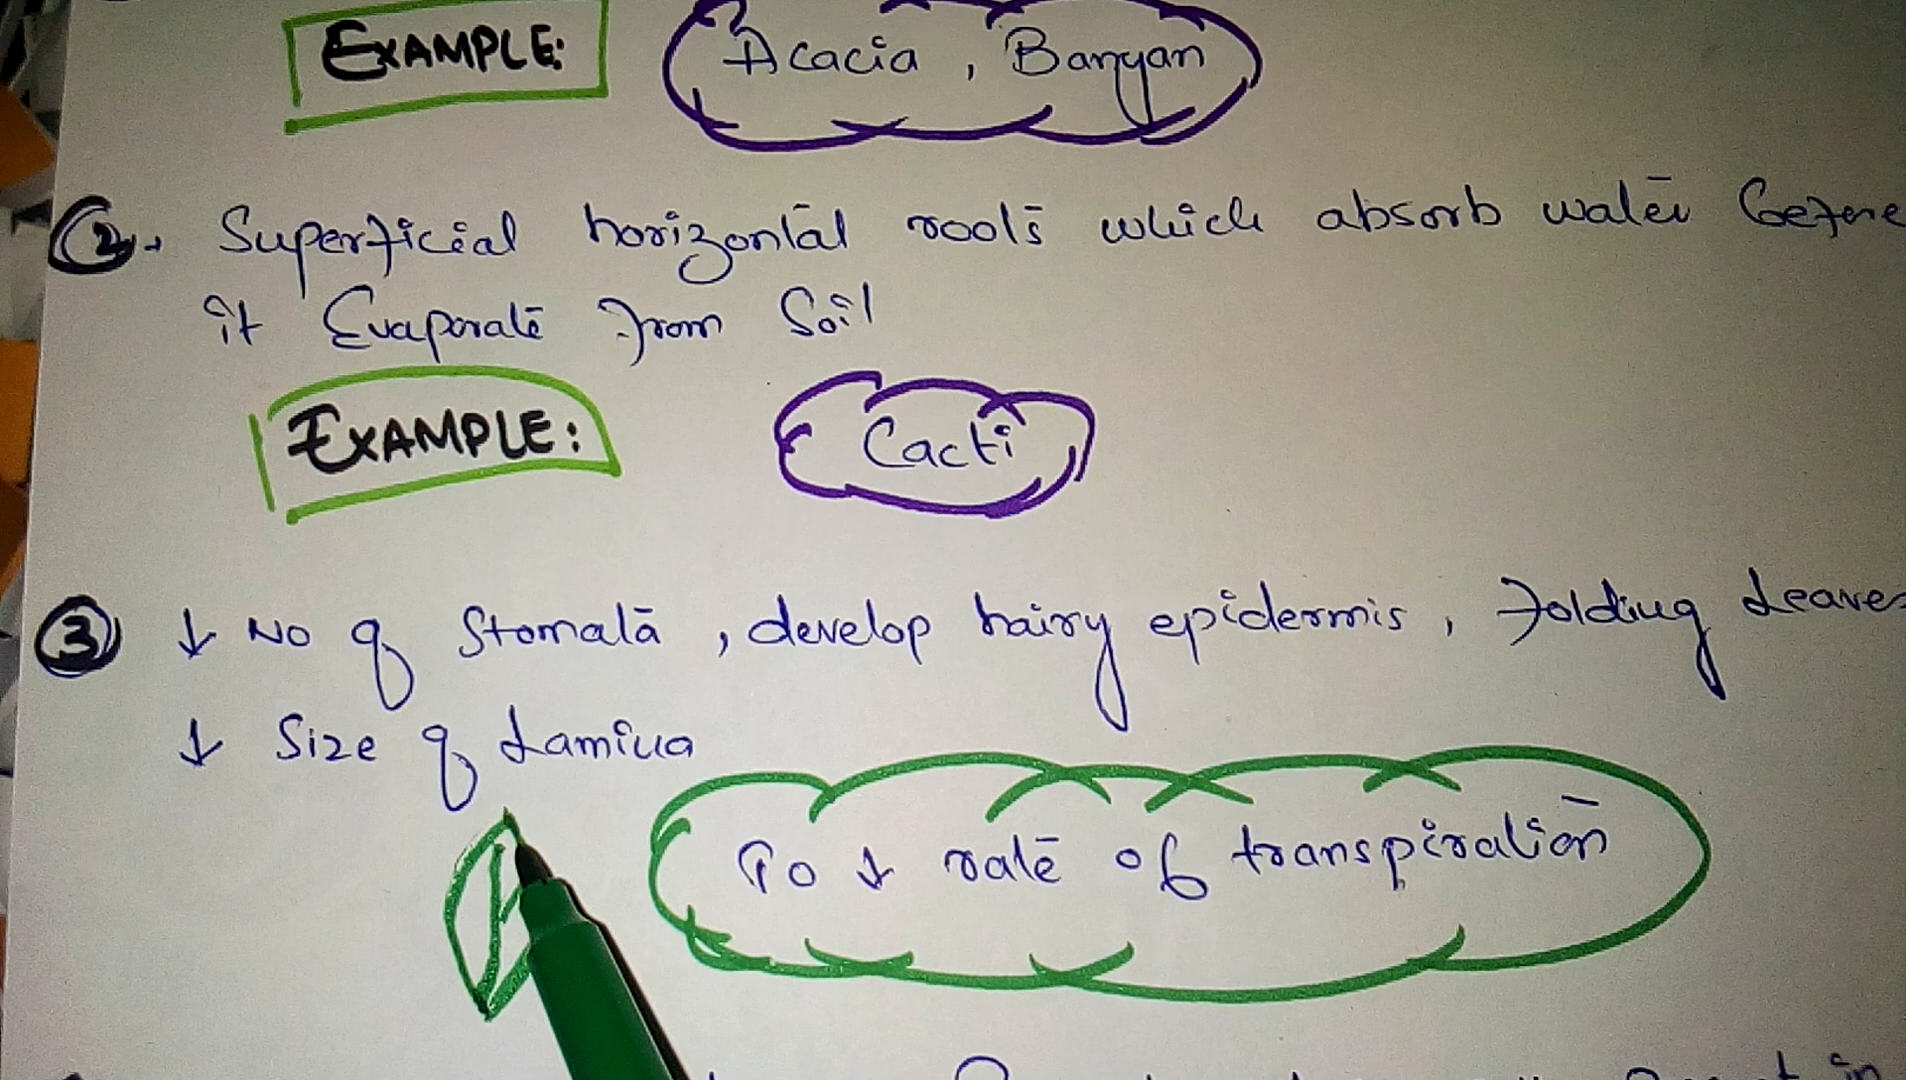 EXAMPLE: Acacia, Banyan
2. Superficial horizontal roots which absorb water before
it Evaporate from Soil
EXAMPLE: Cacti
3 ↓ No of Stomata, develop hairy epidermis, Folding Leaves
↓ Size of Lamina
To ↓ rate of transpiration